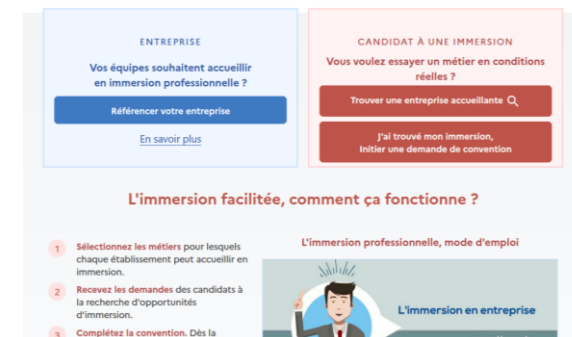 ENTREPRISE
Vos équipes souhaitent accueillir
en immersion professionnelle ?
Référencer votre entreprise
En savoir plus
CANDIDAT À UNE IMMERSION
Vous voulez essayer un métier en conditions
réelles ?
Trouver une entreprise accueillante
J'ai trouvé mon immersion,
Initier une demande de convention
L'immersion facilitée, comment ça fonctionne ?
1 Sélectionnez les métiers pour lesquels
chaque établissement peut accueillir en
immersion.
2 Recevez les demandes des candidats à
la recherche d'opportunités
d'immersion.
3 Complétez la convention. Dès la
L'immersion professionnelle, mode d'emploi
L'immersion en entreprise